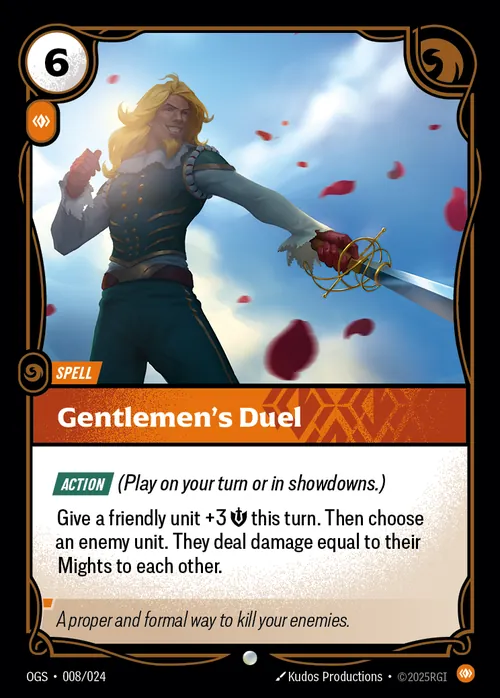 6
SPELL
Gentlemen's Duel
ACTION (Play on your turn or in showdowns.)
Give a friendly unit +3 this turn. Then choose
an enemy unit. They deal damage equal to their
Mights to each other.
A proper and formal way to kill your enemies.
OGS • 008/024 Kudos Productions • ©2025RGI